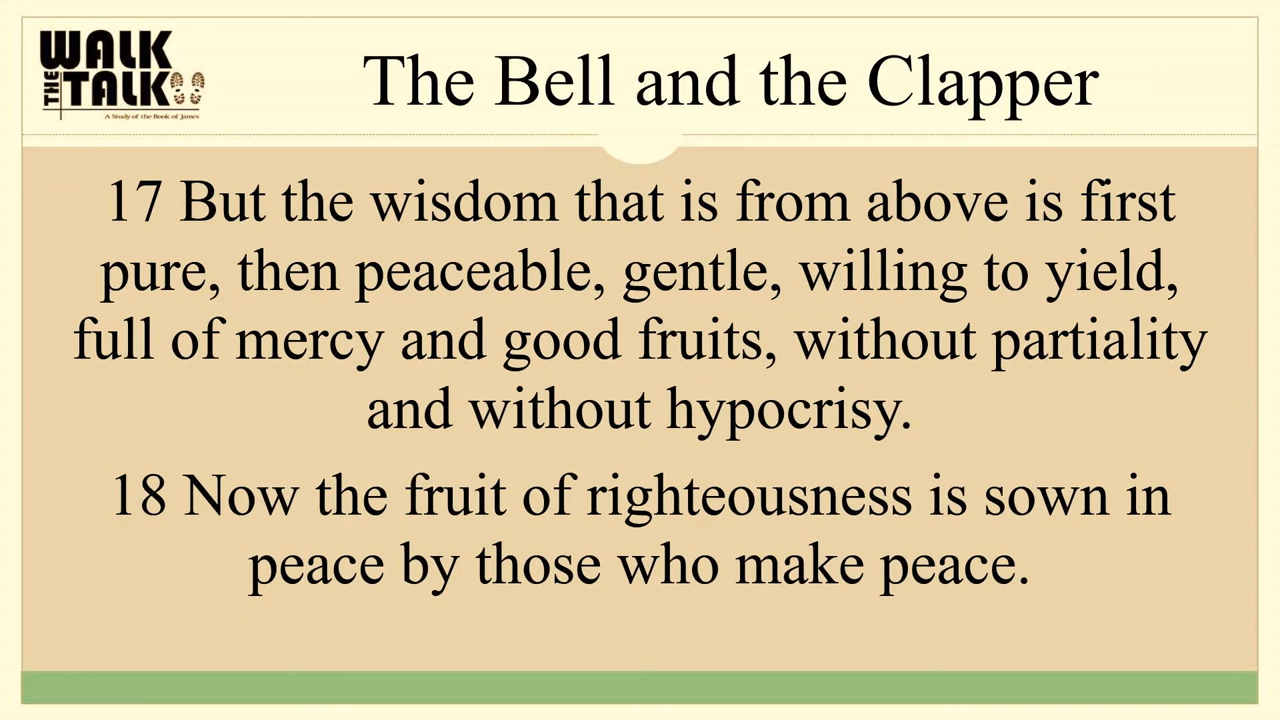 WALK
THE TALK
A Study of the Book of James
The Bell and the Clapper
17 But the wisdom that is from above is first
pure, then peaceable, gentle, willing to yield,
full of mercy and good fruits, without partiality
and without hypocrisy.
18 Now the fruit of righteousness is sown in
peace by those who make peace.